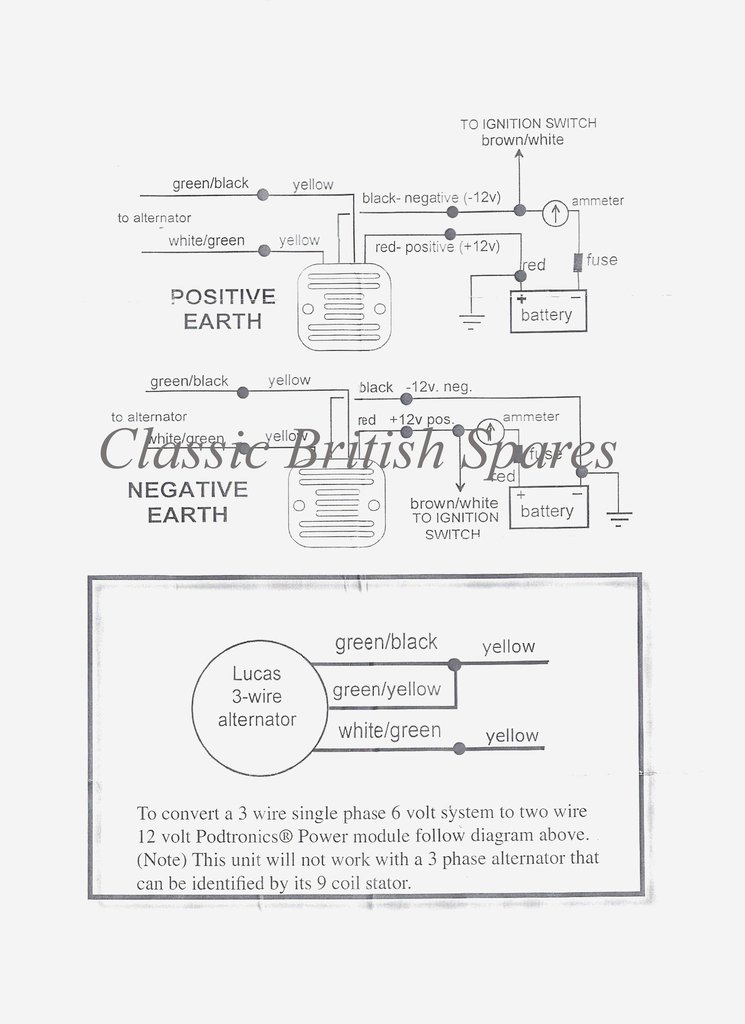 TO IGNITION SWITCH
brown/white
green/black yellow
black- negative (-12v)
ammeter
to alternator
white/green yellow
red- positive (+12v)
red
fuse
POSITIVE
EARTH
+ −
battery
green/black yellow
black -12v. neg.
to alternator
red +12v pos.
ammeter
white/green yellow
Classic British Spares
fuse
red
NEGATIVE
EARTH
+ −
battery
brown/white
TO IGNITION
SWITCH
green/black yellow
Lucas
3-wire
alternator
green/yellow
white/green yellow
To convert a 3 wire single phase 6 volt system to two wire
12 volt Podtronics® Power module follow diagram above.
(Note) This unit will not work with a 3 phase alternator that
can be identified by its 9 coil stator.